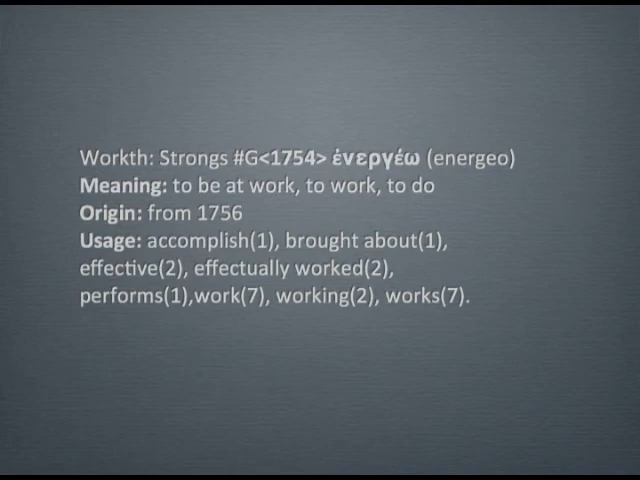 Workth: Strongs #G<1754> ἐνεργέω (energeo)
Meaning: to be at work, to work, to do
Origin: from 1756
Usage: accomplish(1), brought about(1),
effective(2), effectually worked(2),
performs(1),work(7), working(2), works(7).